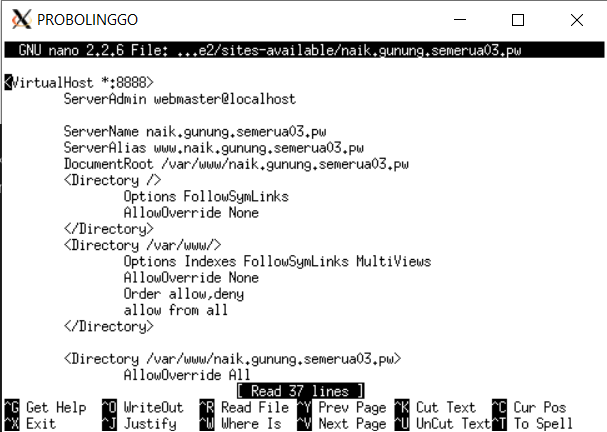 PROBOLINGGO
GNU nano 2.2.6 File: ...e2/sites-available/naik.gunung.semerua03.pw
<VirtualHost *:8888>
ServerAdmin webmaster@localhost
ServerName naik.gunung.semerua03.pw
ServerAlias www.naik.gunung.semerua03.pw
DocumentRoot /var/www/naik.gunung.semerua03.pw
<Directory />
Options FollowSymLinks
AllowOverride None
</Directory>
<Directory /var/www/>
Options Indexes FollowSymLinks MultiViews
AllowOverride None
Order allow,deny
allow from all
</Directory>
<Directory /var/www/naik.gunung.semerua03.pw>
AllowOverride All
[ Read 37 lines ]
^G Get Help ^O WriteOut ^R Read File ^Y Prev Page ^K Cut Text ^C Cur Pos
^X Exit ^J Justify ^W Where Is ^V Next Page ^U UnCut Text ^T To Spell